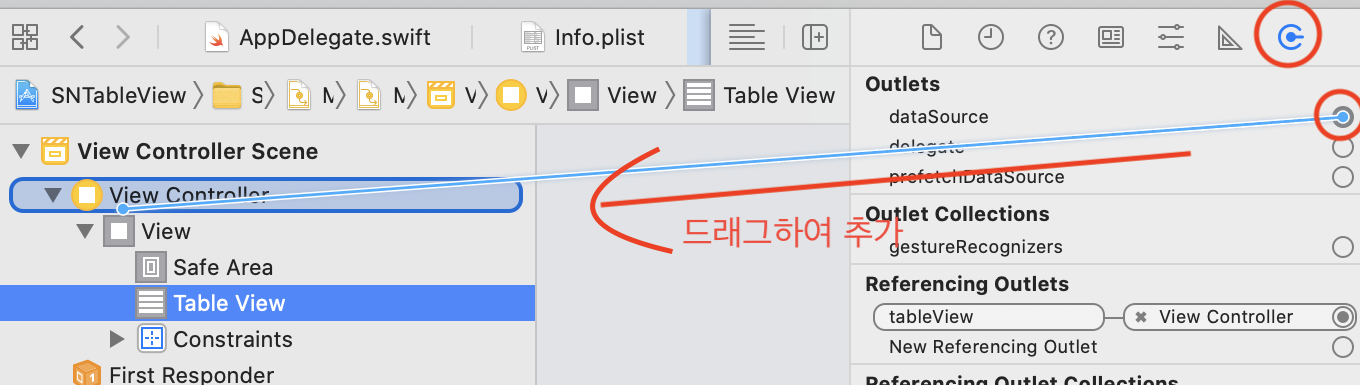 AppDelegate.swift
Info.plist
SNTableView
S
M
M
V
V
View
Table View
View Controller Scene
View Controller
View
Safe Area
Table View
Constraints
First Responder
드래그하여 추가
Outlets
dataSource
delegate
prefetchDataSource
Outlet Collections
gestureRecognizers
Referencing Outlets
tableView
View Controller
New Referencing Outlet
Referencing Outlet Collections